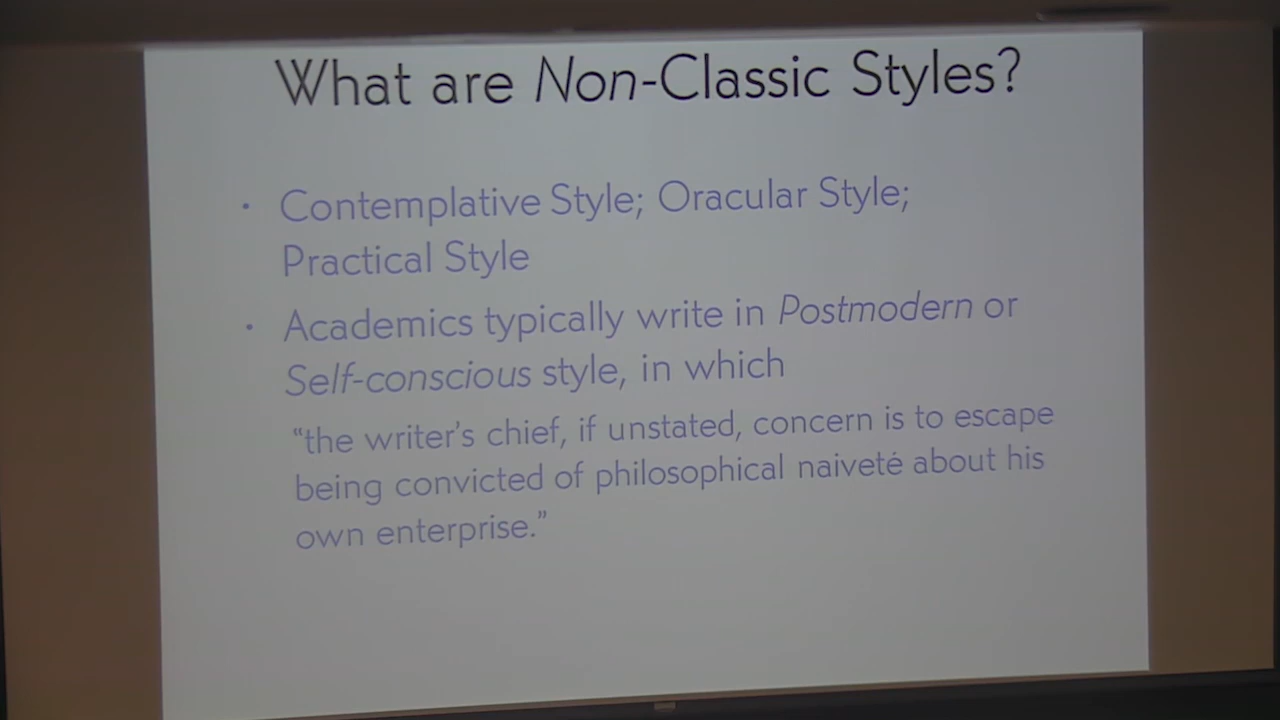 What are Non-Classic Styles?
• Contemplative Style; Oracular Style;
Practical Style
• Academics typically write in Postmodern or
Self-conscious style, in which
“the writer’s chief, if unstated, concern is to escape
being convicted of philosophical naiveté about his
own enterprise.”